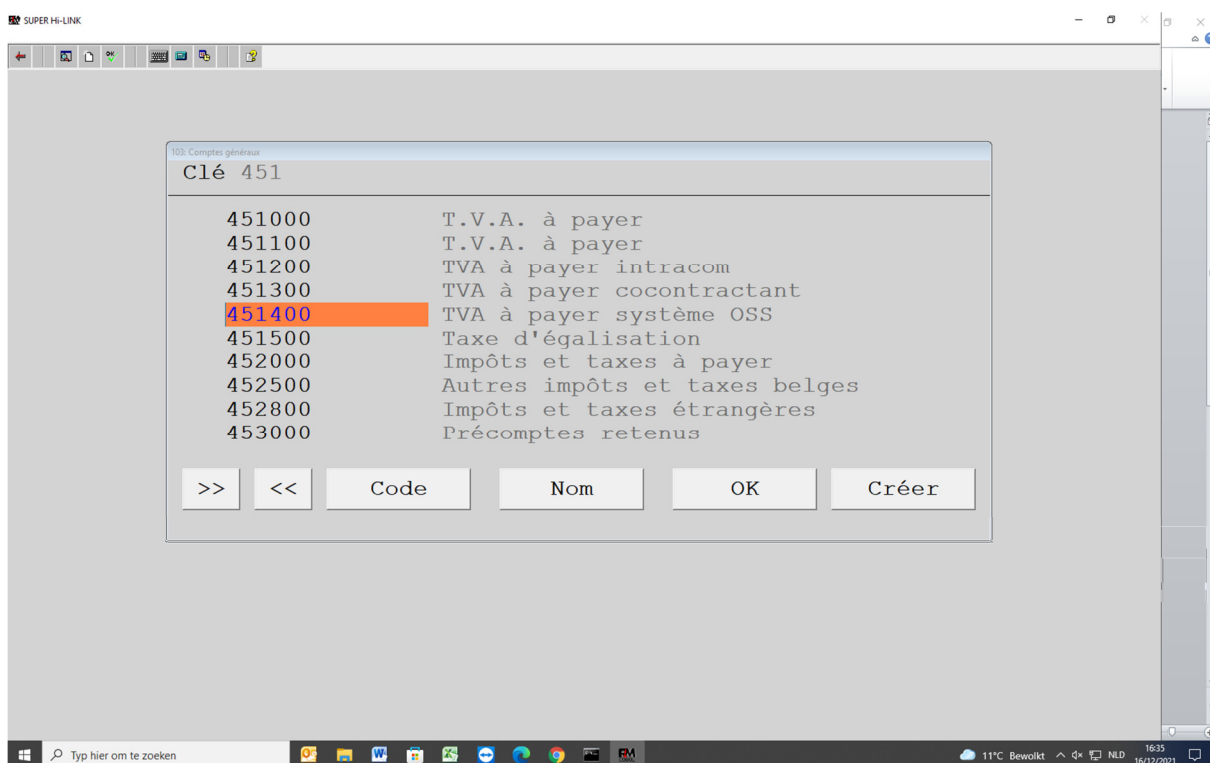 SUPER Hi-LINK
103: Comptes généraux
Clé 451
451000 T.V.A. à payer
451100 T.V.A. à payer
451200 TVA à payer intracom
451300 TVA à payer cocontractant
451400 TVA à payer système OSS
451500 Taxe d'égalisation
452000 Impôts et taxes à payer
452500 Autres impôts et taxes belges
452800 Impôts et taxes étrangères
453000 Précomptes retenus
>> << Code Nom OK Créer
Typ hier om te zoeken 11°C Bewolkt NLD 16:35
16/12/2021